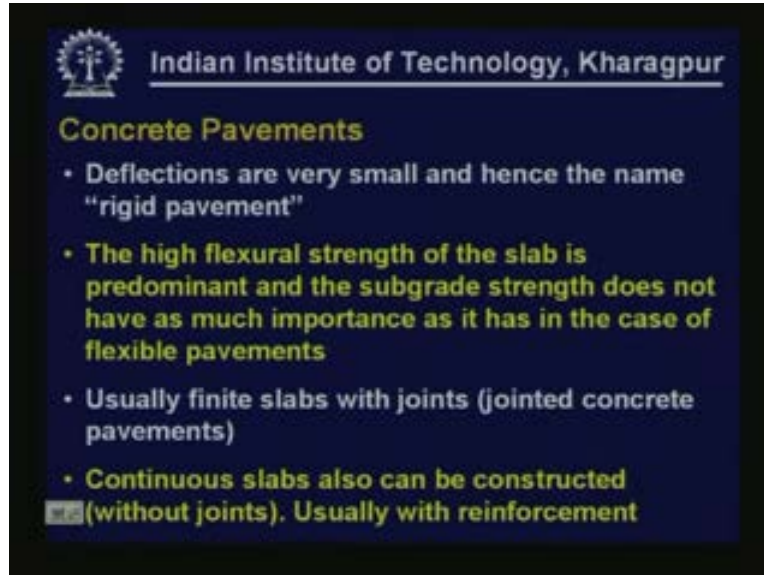 Indian Institute of Technology, Kharagpur
Concrete Pavements
• Deflections are very small and hence the name
"rigid pavement"
• The high flexural strength of the slab is
predominant and the subgrade strength does not
have as much importance as it has in the case of
flexible pavements
• Usually finite slabs with joints (jointed concrete
pavements)
• Continuous slabs also can be constructed
(without joints). Usually with reinforcement